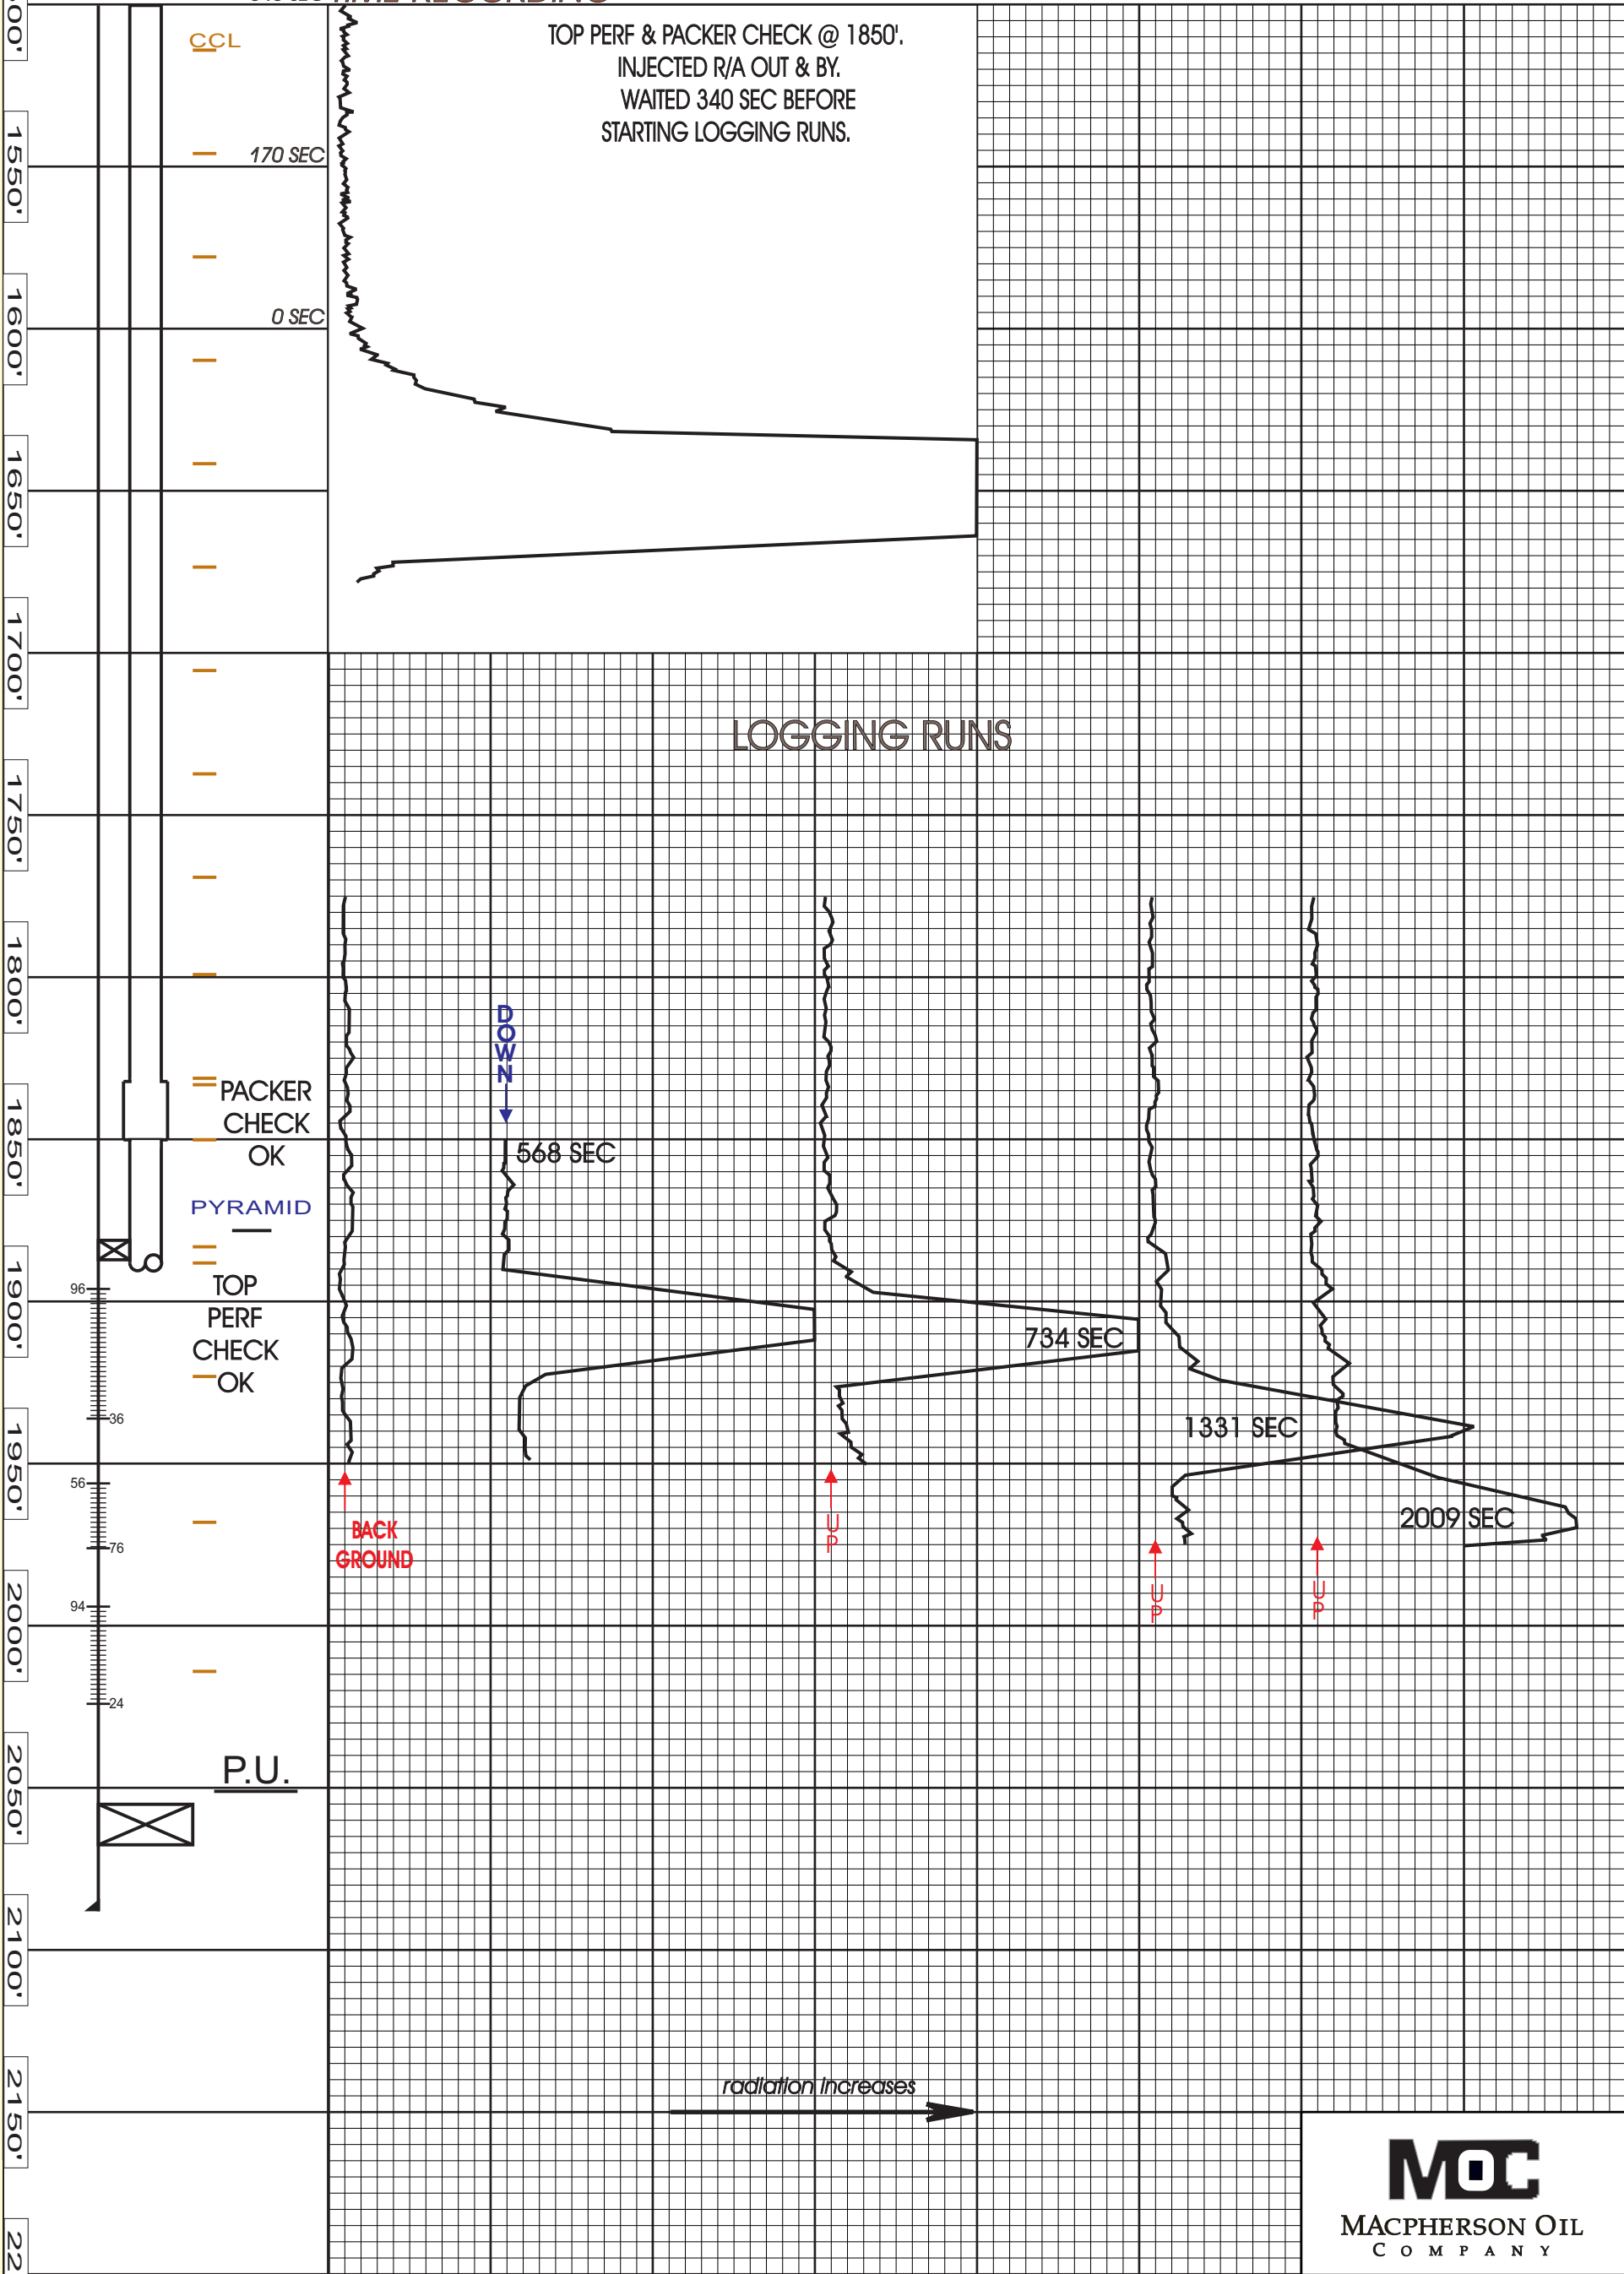 TIME RECORDING
CCL
TOP PERF & PACKER CHECK @ 1850'.
INJECTED R/A OUT & BY.
WAITED 340 SEC BEFORE
STARTING LOGGING RUNS.
1550'
170 SEC
1600'
0 SEC
1650'
1700'
LOGGING RUNS
1750'
1800'
DOWN
1850'
PACKER
CHECK
OK
568 SEC
PYRAMID
1900'
96
TOP
PERF
CHECK
OK
734 SEC
36
1331 SEC
1950'
56
76
BACK
GROUND
UP
2009 SEC
UP
UP
2000'
94
24
2050'
P.U.
2100'
2150'
radiation increases
22
MOC
MACPHERSON OIL
COMPANY